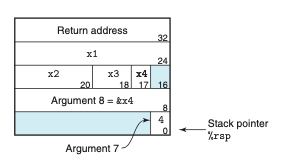 Return address
32
x1
24
x2 x3 x4
20 18 17 16
Argument 8 = &x4
8
4
0
Stack pointer
%rsp
Argument 7